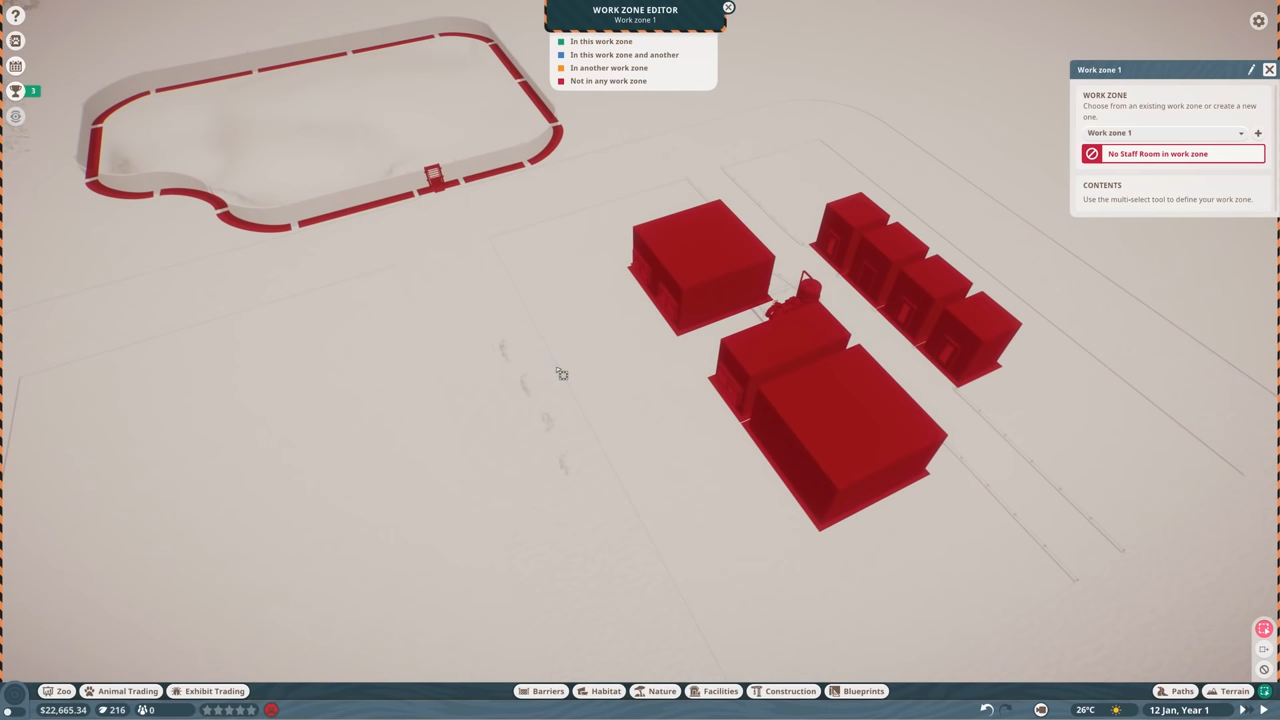 WORK ZONE EDITOR
Work zone 1
In this work zone
In this work zone and another
In another work zone
Not in any work zone
3
Work zone 1
WORK ZONE
Choose from an existing work zone or create a new
one.
Work zone 1
No Staff Room in work zone
CONTENTS
Use the multi-select tool to define your work zone.
Zoo
Animal Trading
Exhibit Trading
Barriers
Habitat
Nature
Facilities
Construction
Blueprints
Paths
Terrain
$22,665.34
216
0
26°C
12 Jan, Year 1